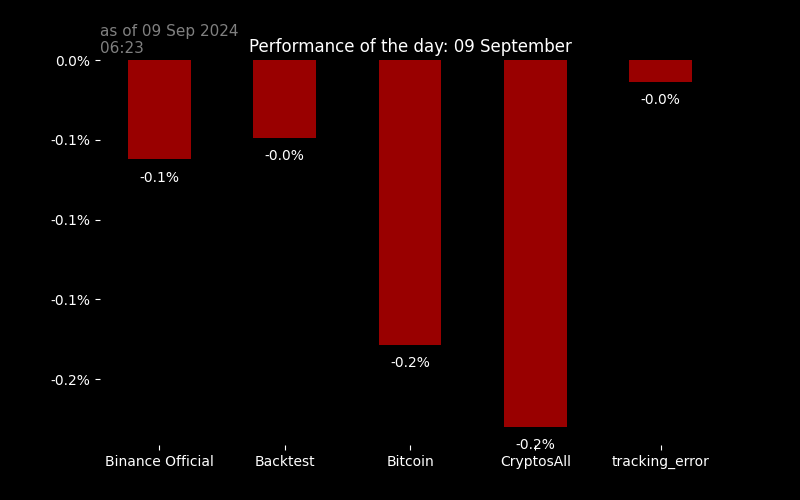 as of 09 Sep 2024
06:23
Performance of the day: 09 September
0.0%
-0.1%
-0.1%
-0.1%
-0.2%
-0.1%
-0.0%
-0.2%
-0.2%
-0.0%
Binance Official
Backtest
Bitcoin
CryptosAll
tracking_error